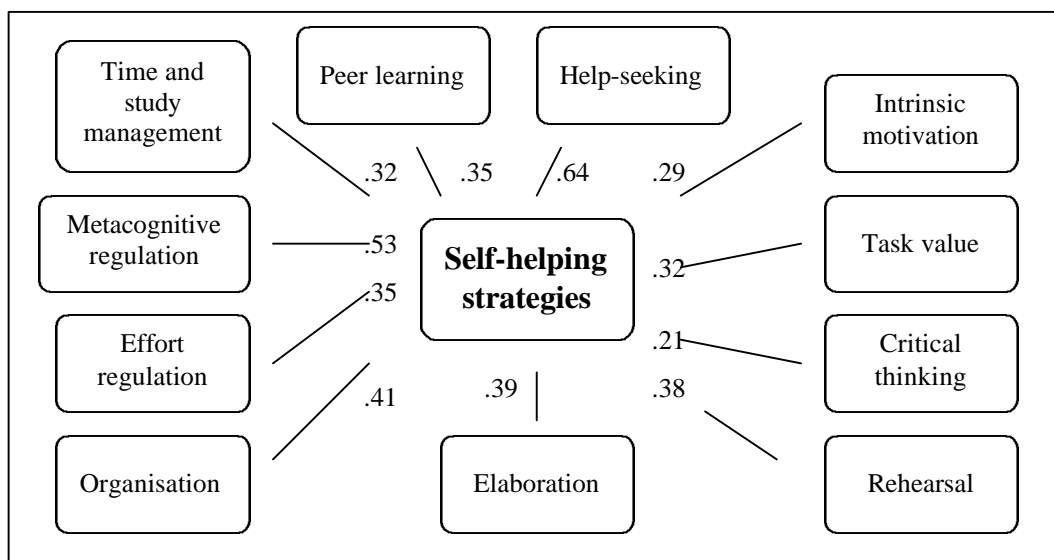 Time and
study
management
Peer learning
Help-seeking
Intrinsic
motivation
.32
.35
.64
.29
Metacognitive
regulation
.53
Self-helping
strategies
.32
Task value
.35
Effort
regulation
.21
Critical
thinking
.41
.39
.38
Organisation
Elaboration
Rehearsal